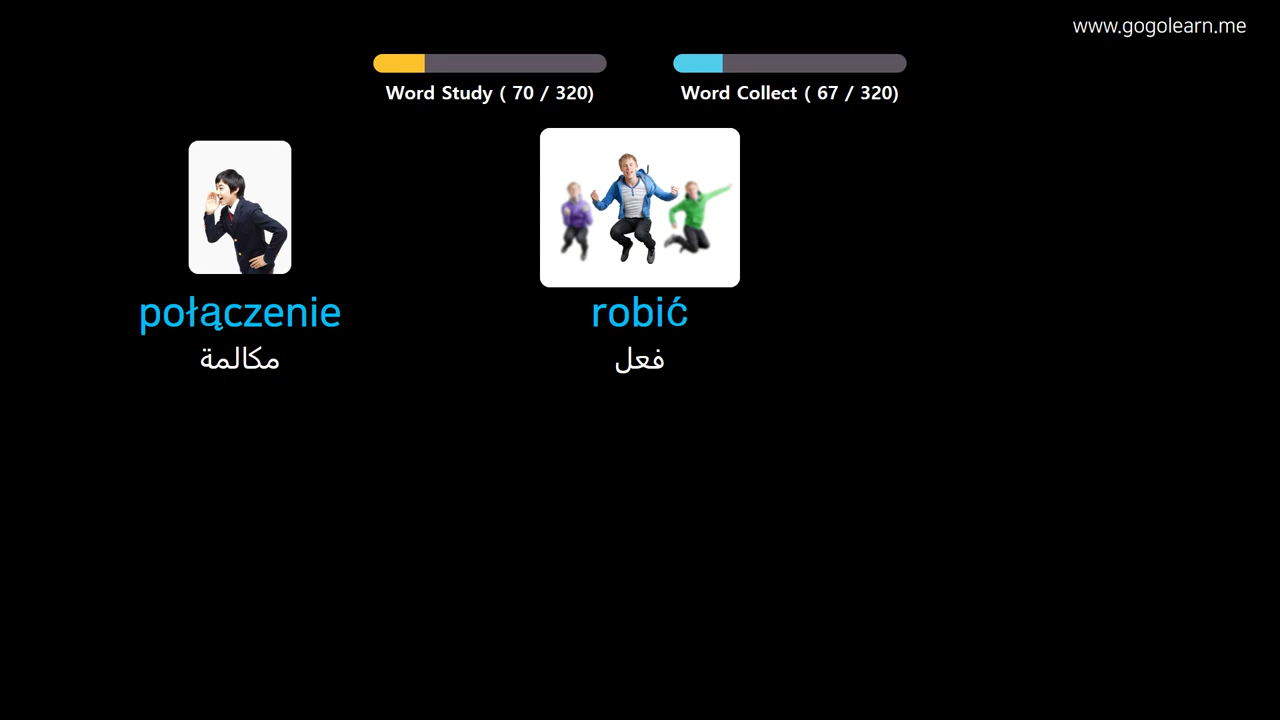 www.gogolearn.me
Word Study ( 70 / 320)
Word Collect ( 67 / 320)
połączenie
مكالمة
robić
فعل